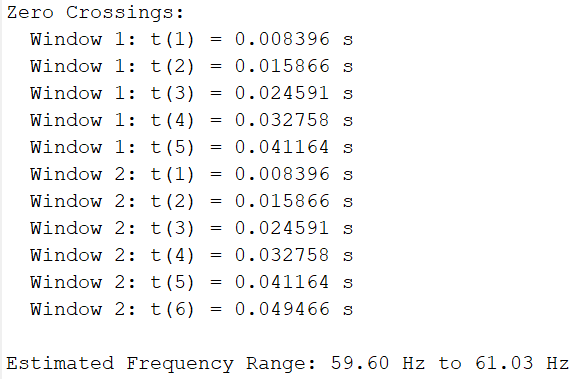 Zero Crossings:
  Window 1: t(1) = 0.008396 s
  Window 1: t(2) = 0.015866 s
  Window 1: t(3) = 0.024591 s
  Window 1: t(4) = 0.032758 s
  Window 1: t(5) = 0.041164 s
  Window 2: t(1) = 0.008396 s
  Window 2: t(2) = 0.015866 s
  Window 2: t(3) = 0.024591 s
  Window 2: t(4) = 0.032758 s
  Window 2: t(5) = 0.041164 s
  Window 2: t(6) = 0.049466 s

Estimated Frequency Range: 59.60 Hz to 61.03 Hz